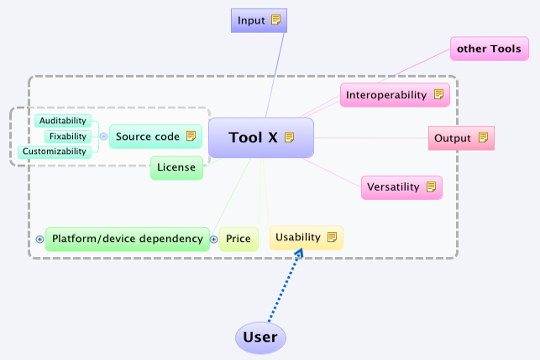 Input
other Tools
Interoperability
Auditability
Fixability
Customizability
Source code
Tool X
Output
License
Versatility
Platform/device dependency
Price
Usability
User